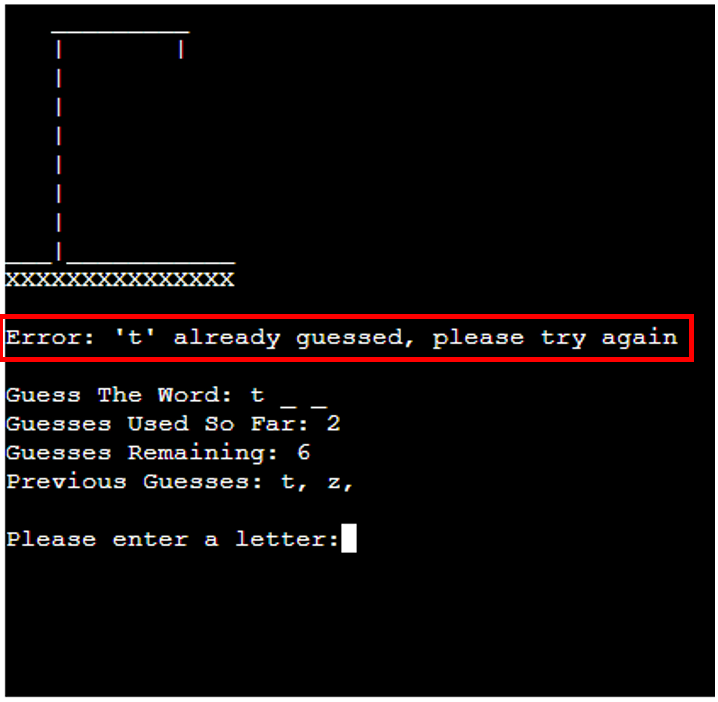 XXXXXXXXXXXXXXX
Error: 't' already guessed, please try again
Guess The Word: t _ _
Guesses Used So Far: 2
Guesses Remaining: 6
Previous Guesses: t, z,
Please enter a letter: